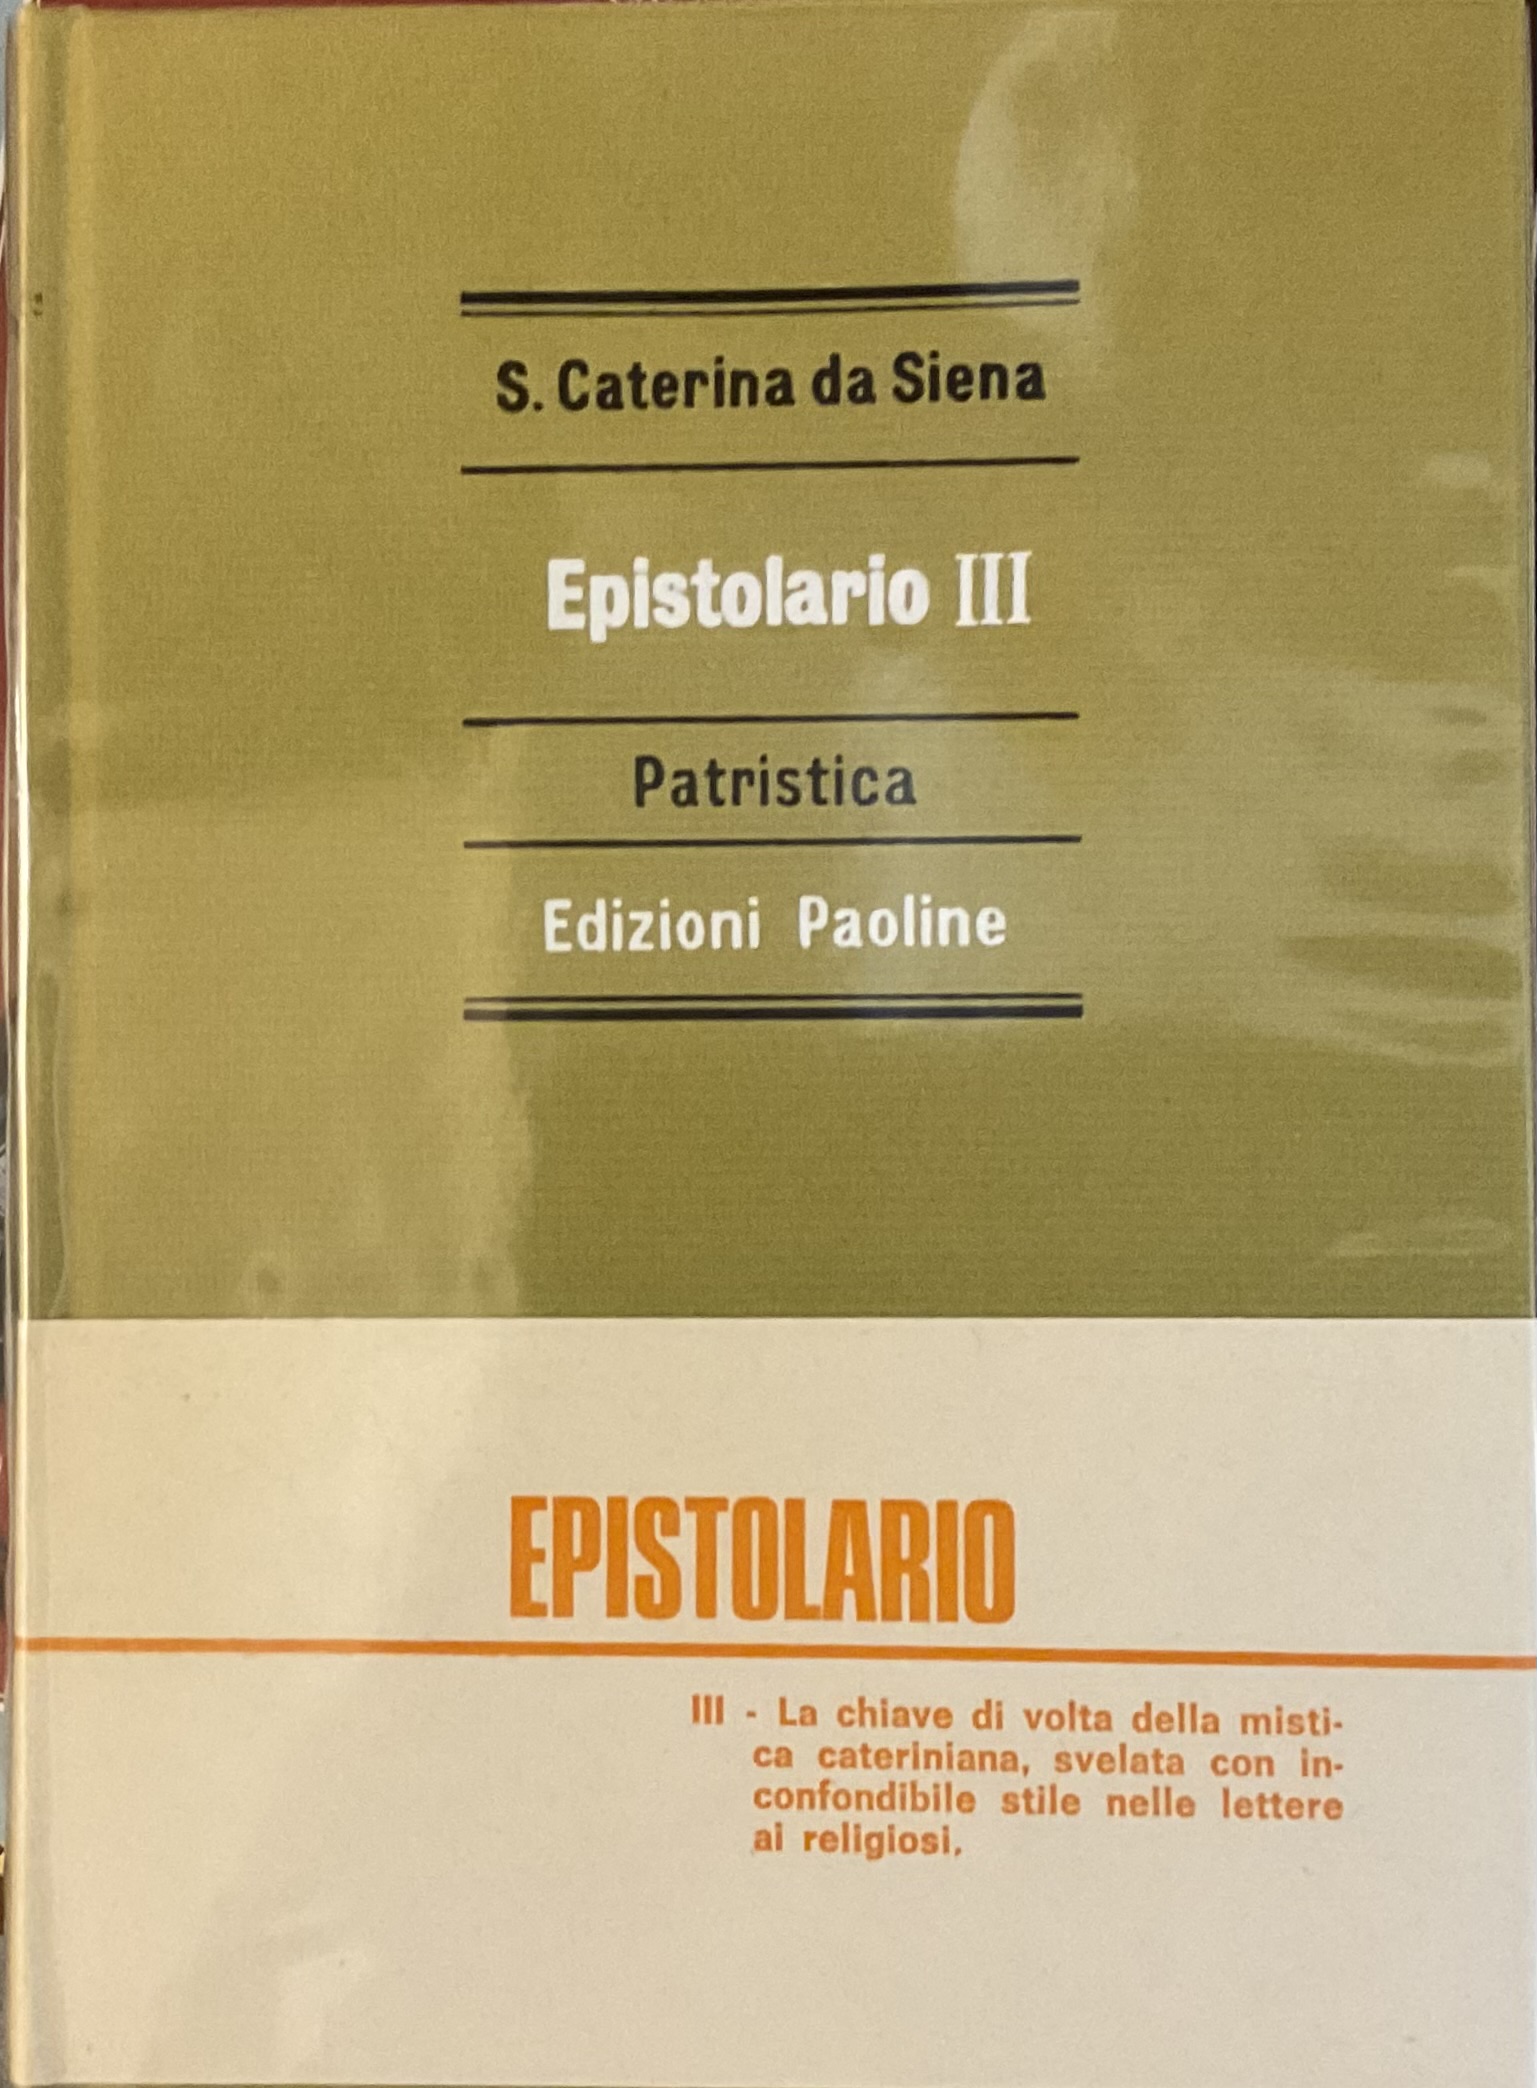 S. Caterina da Siena
Epistolario III
Patristica
Edizioni Paoline
EPISTOLARIO
III - La chiave di volta della misti-
ca cateriniana, svelata con in-
confondibile stile nelle lettere
ai religiosi.